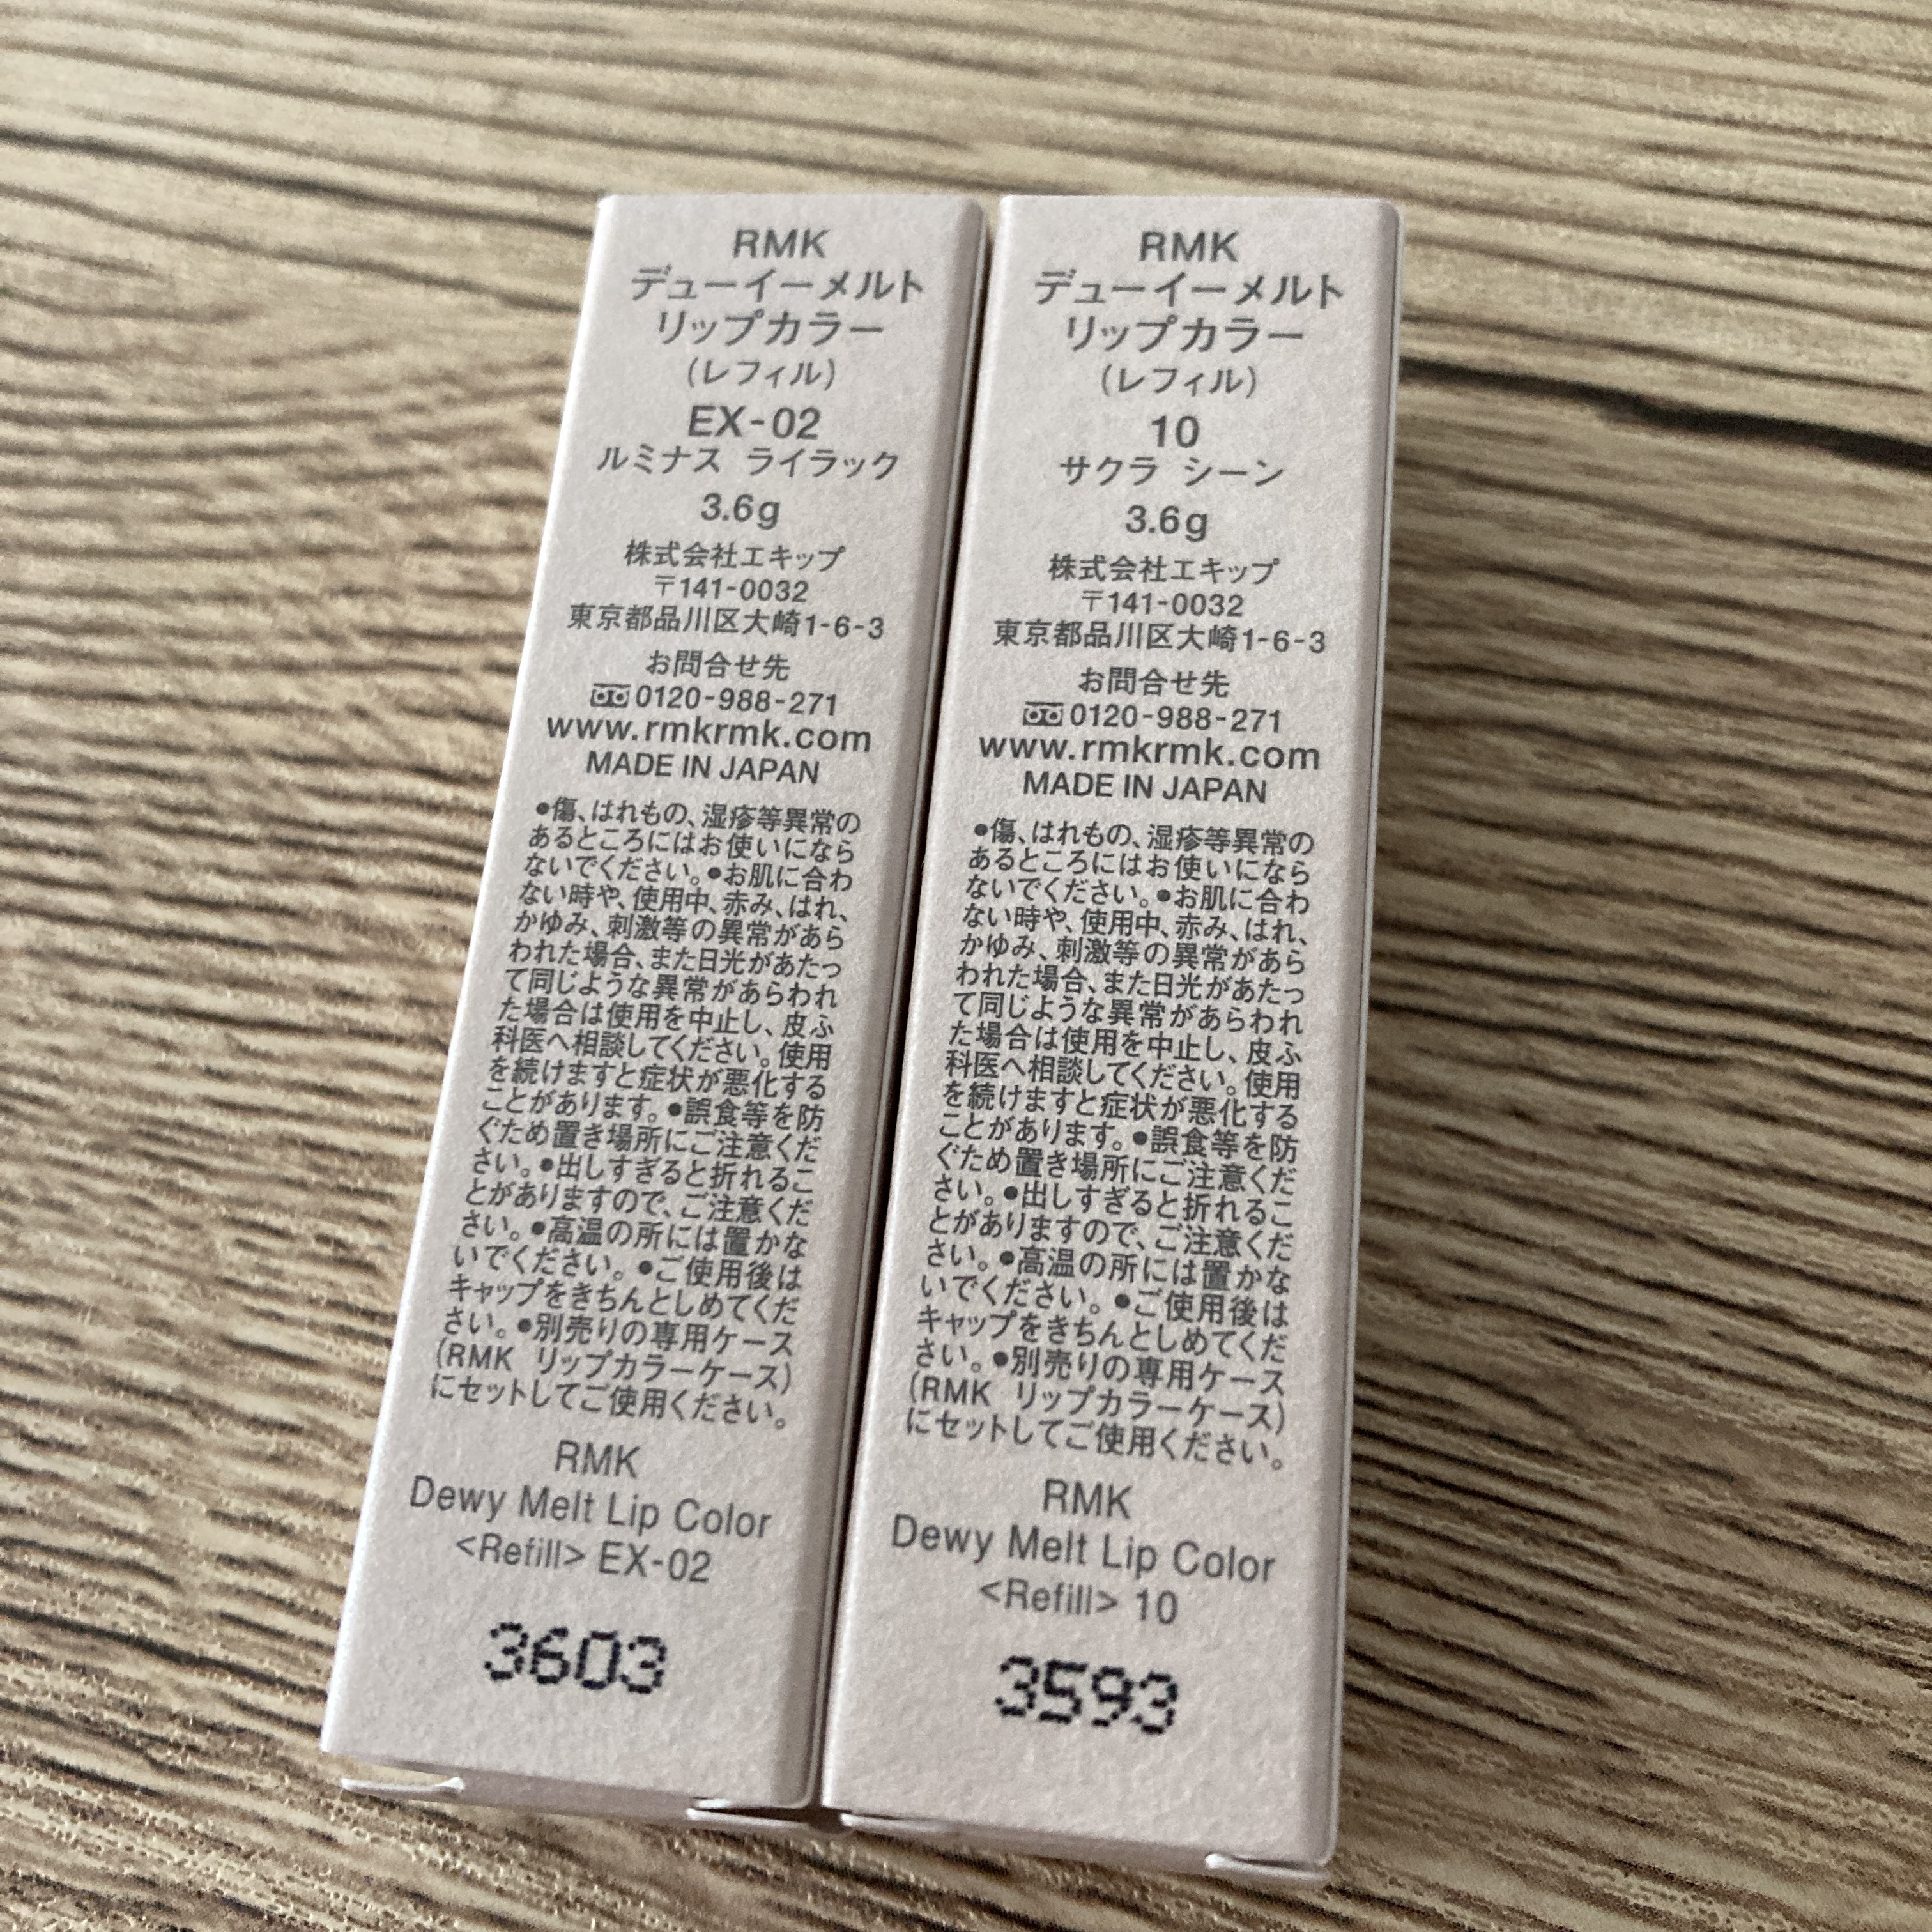 RMK
デューイーメルト
リップカラー
(レフィル)
EX-02
ルミナス ライラック
3.6g
株式会社エキップ
〒141-0032
東京都品川区大崎1-6-3
お問合せ先
0120-988-271
www.rmkrmk.com
MADE IN JAPAN
●傷、はれもの、湿疹等異常の
あるところにはお使いになら
ないでください。●お肌に合わ
ない時や、使用中、赤み、はれ、
かゆみ、刺激等の異常があら
われた場合、また日光があたっ
て同じような異常があらわれ
た場合は使用を中止し、皮ふ
科医へ相談してください。使用
を続けますと症状が悪化する
ことがあります。●誤食等を防
ぐため置き場所にご注意くだ
さい。●出しすぎると折れるこ
とがありますので、ご注意くだ
さい。●高温の所には置かな
いでください。●ご使用後は
キャップをきちんとしめてくだ
さい。●別売りの専用ケース
(RMK リップカラーケース)
にセットしてご使用ください。
RMK
Dewy Melt Lip Color
<Refill> EX-02
3603
RMK
デューイーメルト
リップカラー
(レフィル)
10
サクラ シーン
3.6g
株式会社エキップ
〒141-0032
東京都品川区大崎1-6-3
お問合せ先
0120-988-271
www.rmkrmk.com
MADE IN JAPAN
●傷、はれもの、湿疹等異常の
あるところにはお使いになら
ないでください。●お肌に合わ
ない時や、使用中、赤み、はれ、
かゆみ、刺激等の異常があら
われた場合、また日光があたっ
て同じような異常があらわれ
た場合は使用を中止し、皮ふ
科医へ相談してください。使用
を続けますと症状が悪化する
ことがあります。●誤食等を防
ぐため置き場所にご注意くだ
さい。●出しすぎると折れるこ
とがありますので、ご注意くだ
さい。●高温の所には置かな
いでください。●ご使用後は
キャップをきちんとしめてくだ
さい。●別売りの専用ケース
(RMK リップカラーケース)
にセットしてご使用ください。
RMK
Dewy Melt Lip Color
<Refill> 10
3593